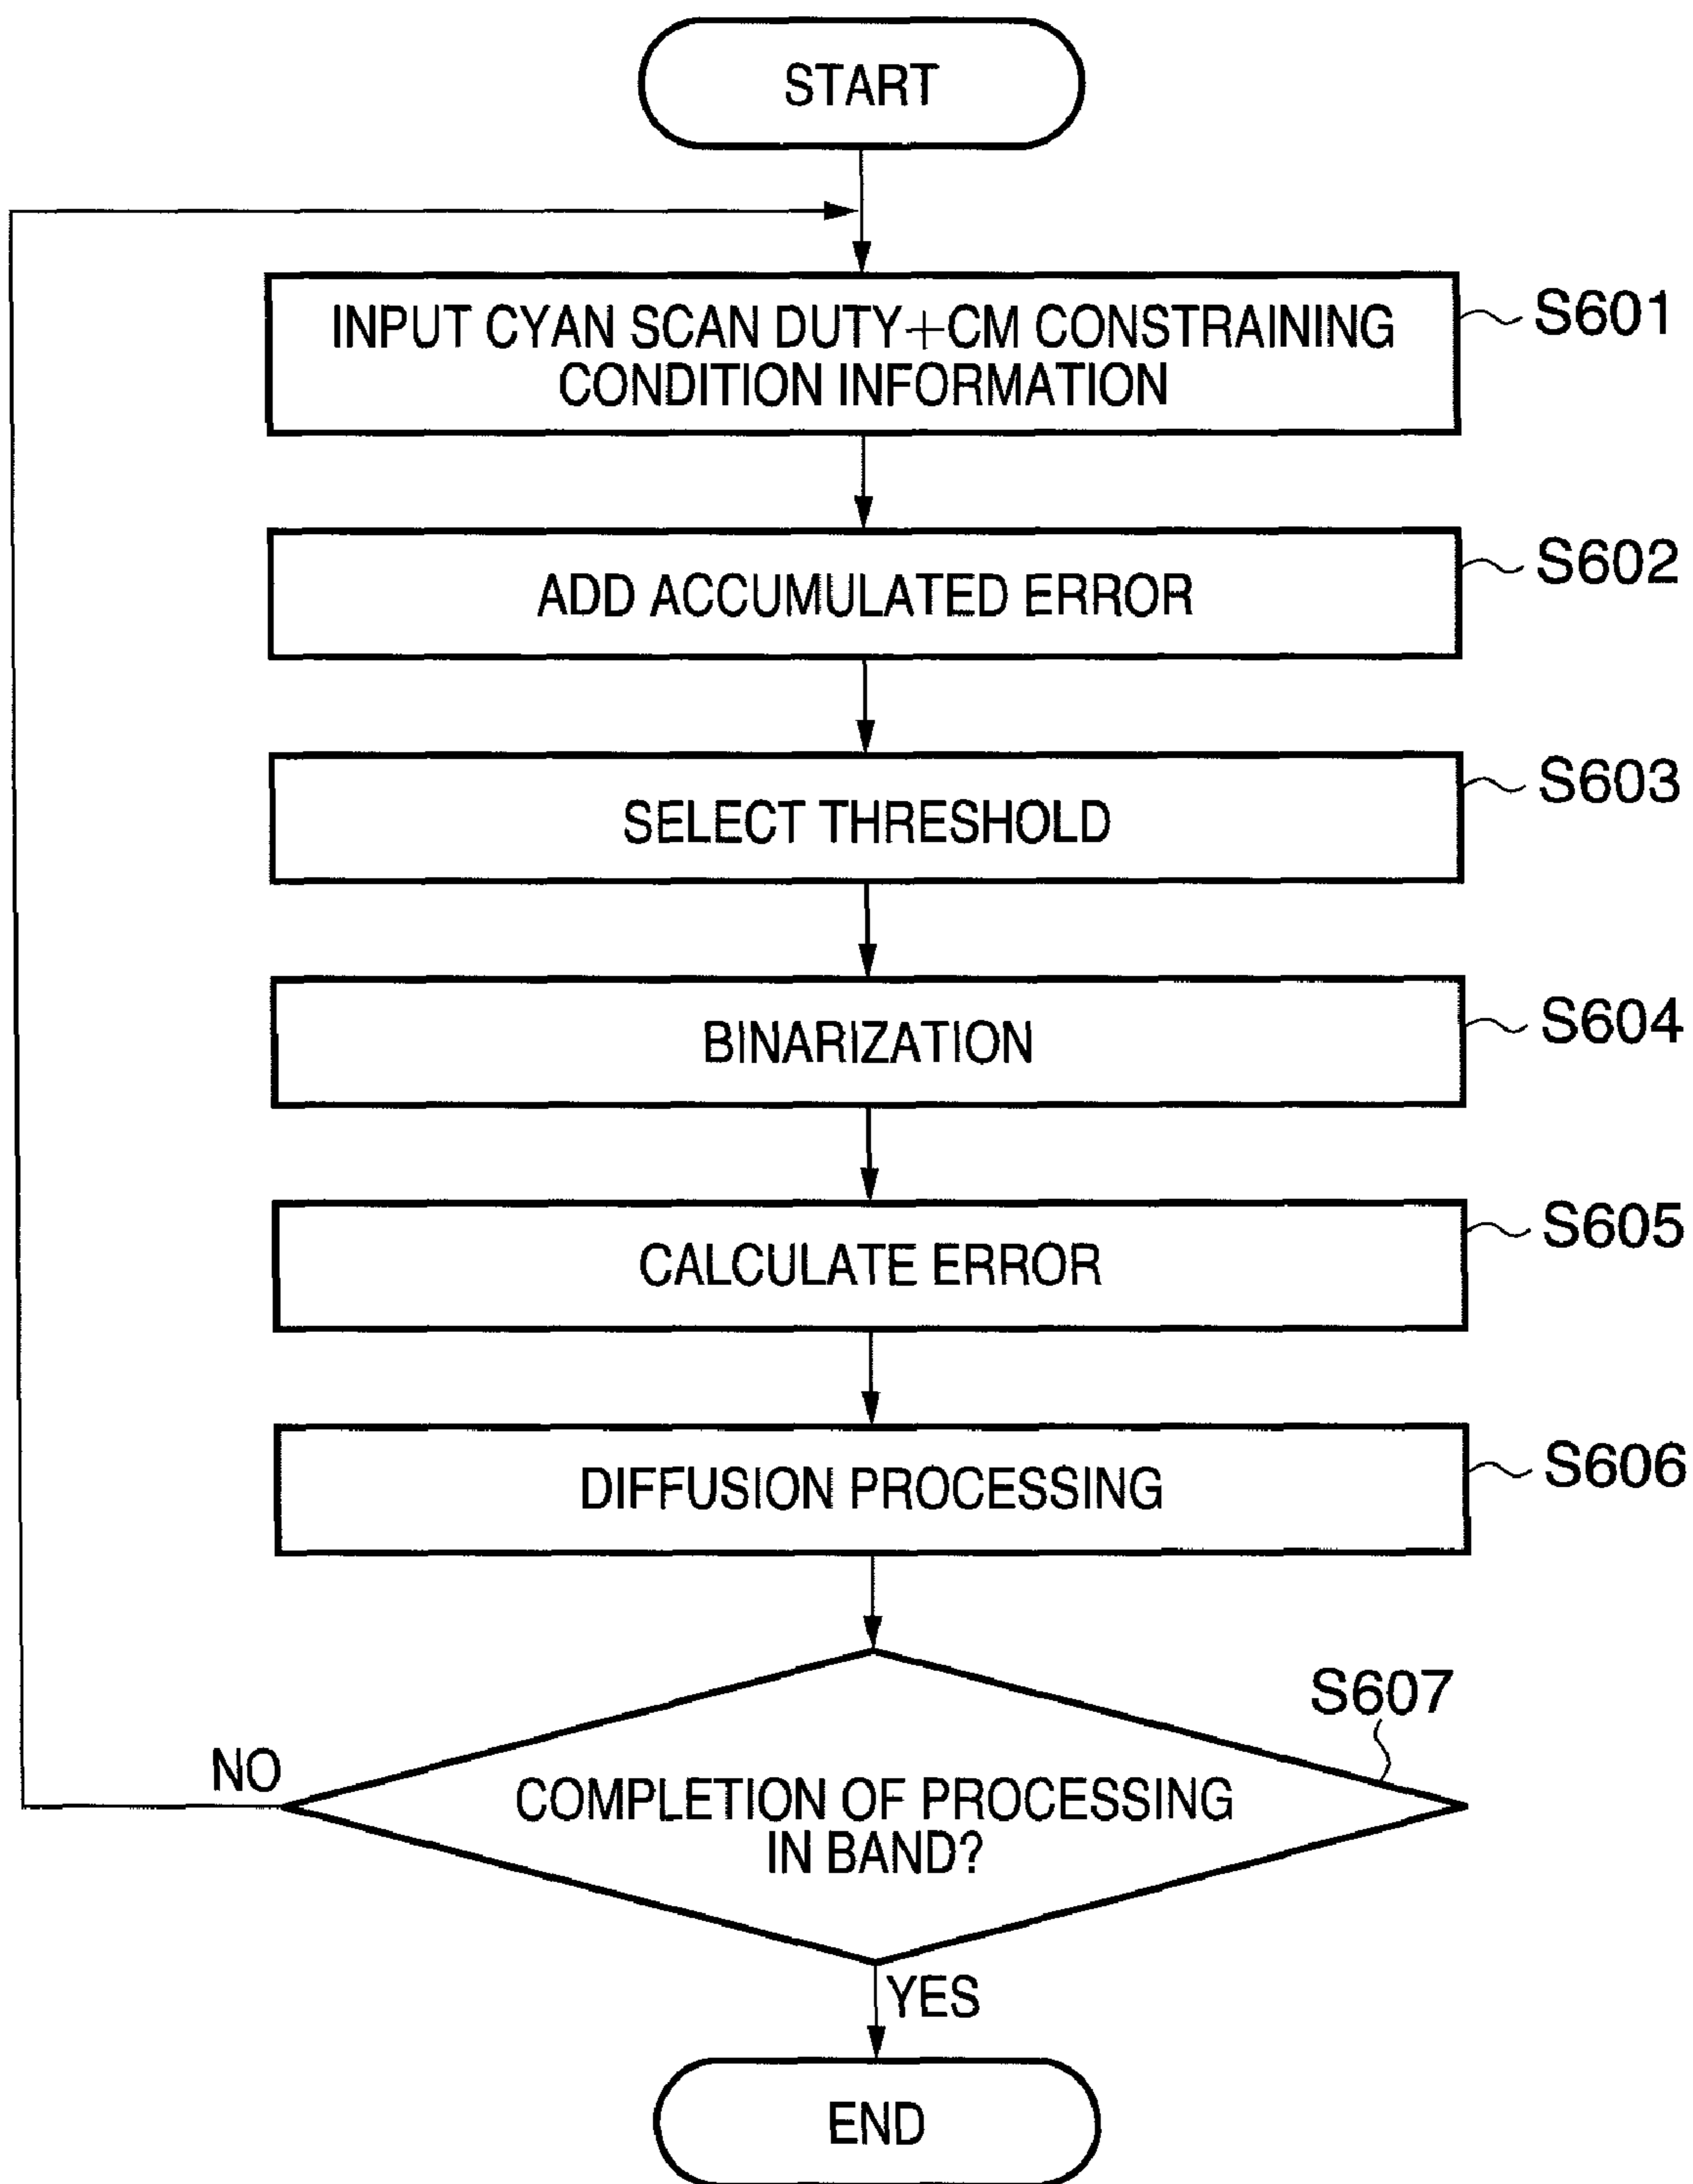 START
INPUT CYAN SCAN DUTY+CM CONSTRAINING
CONDITION INFORMATION
S601
ADD ACCUMULATED ERROR
S602
SELECT THRESHOLD
S603
BINARIZATION
S604
CALCULATE ERROR
S605
DIFFUSION PROCESSING
S606
S607
NO
COMPLETION OF PROCESSING
IN BAND?
YES
END